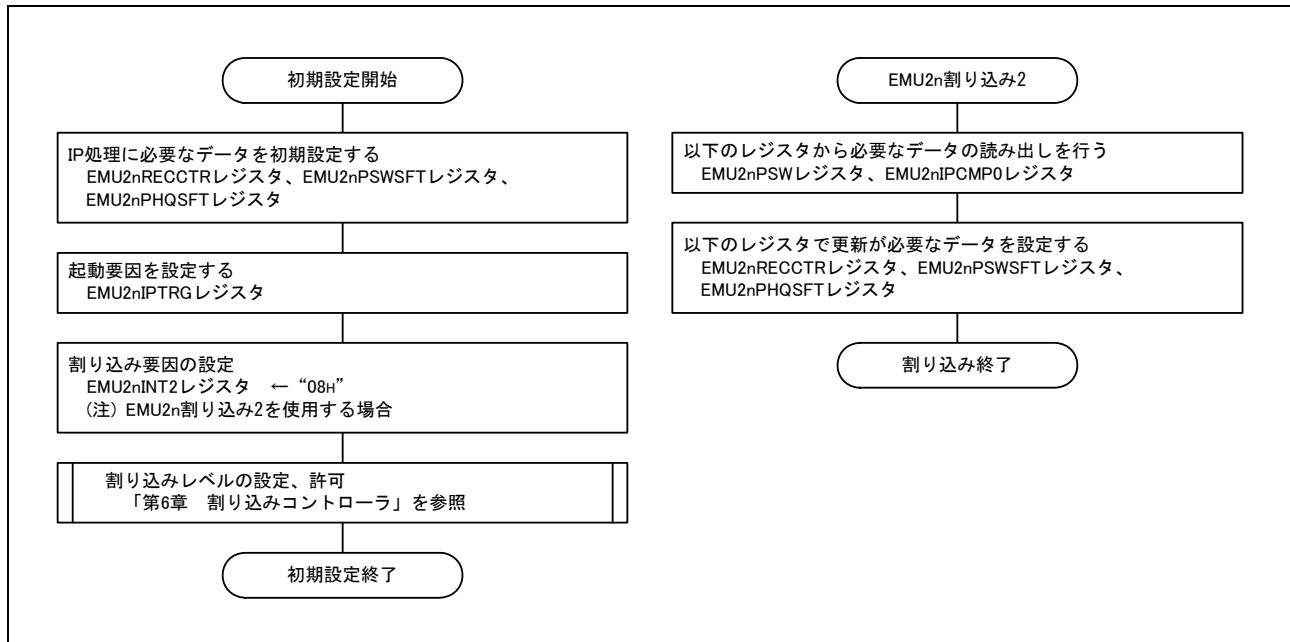 初期設定開始
IP処理に必要なデータを初期設定する
EMU2nRECCTRレジスタ、EMU2nPSWSFTレジスタ、
EMU2nPHQSFTレジスタ
起動要因を設定する
EMU2nIPTRGレジスタ
割り込み要因の設定
EMU2nINT2レジスタ ← “08H”
(注) EMU2n割り込み2を使用する場合
割り込みレベルの設定、許可
「第6章 割り込みコントローラ」を参照
初期設定終了
EMU2n割り込み2
以下のレジスタから必要なデータの読み出しを行う
EMU2nPSWレジスタ、EMU2nIPCMP0レジスタ
以下のレジスタで更新が必要なデータを設定する
EMU2nRECCTRレジスタ、EMU2nPSWSFTレジスタ、
EMU2nPHQSFTレジスタ
割り込み終了